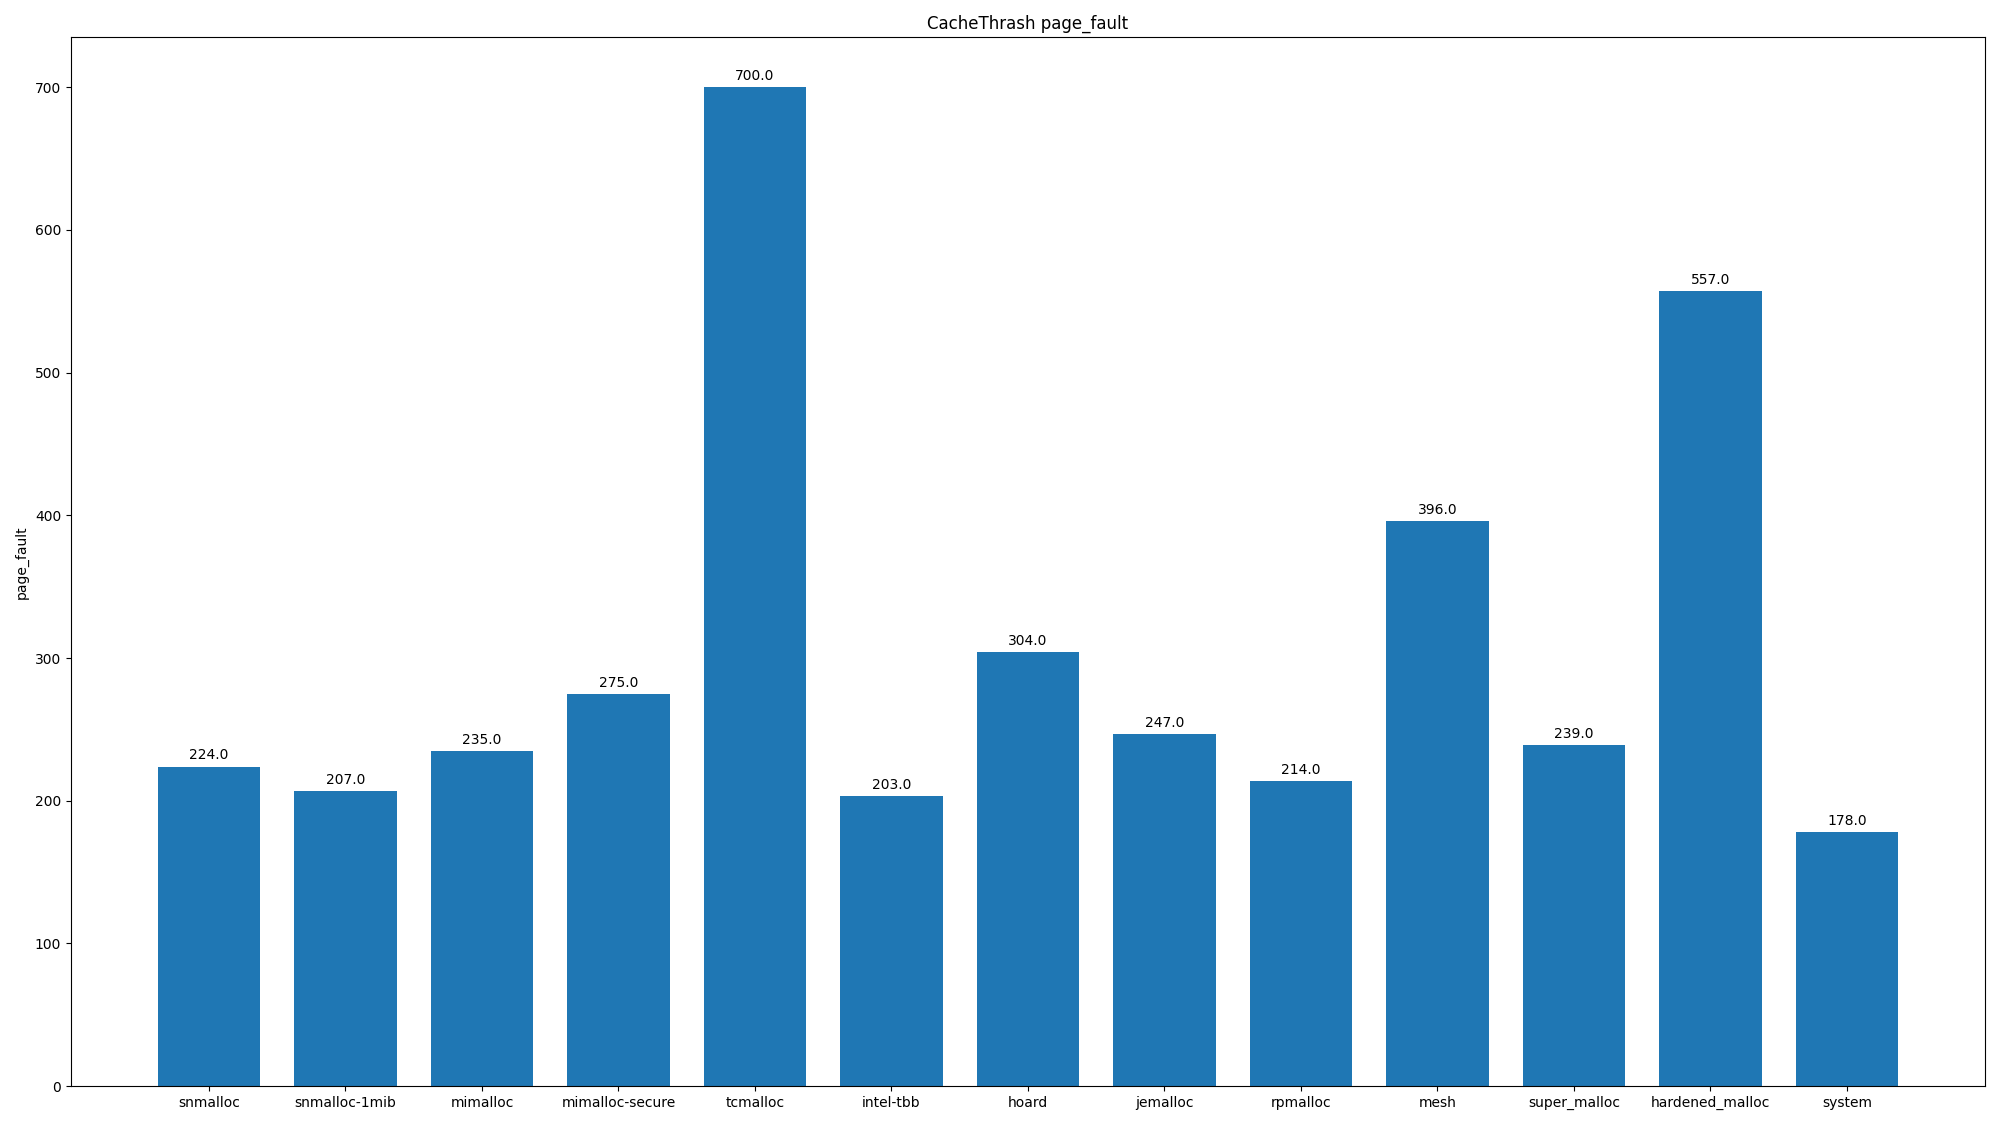 CacheThrash page_fault
page_fault
700
600
500
400
300
200
100
0
224.0
207.0
235.0
275.0
700.0
203.0
304.0
247.0
214.0
396.0
239.0
557.0
178.0
snmalloc
snmalloc-1mib
mimalloc
mimalloc-secure
tcmalloc
intel-tbb
hoard
jemalloc
rpmalloc
mesh
super_malloc
hardened_malloc
system